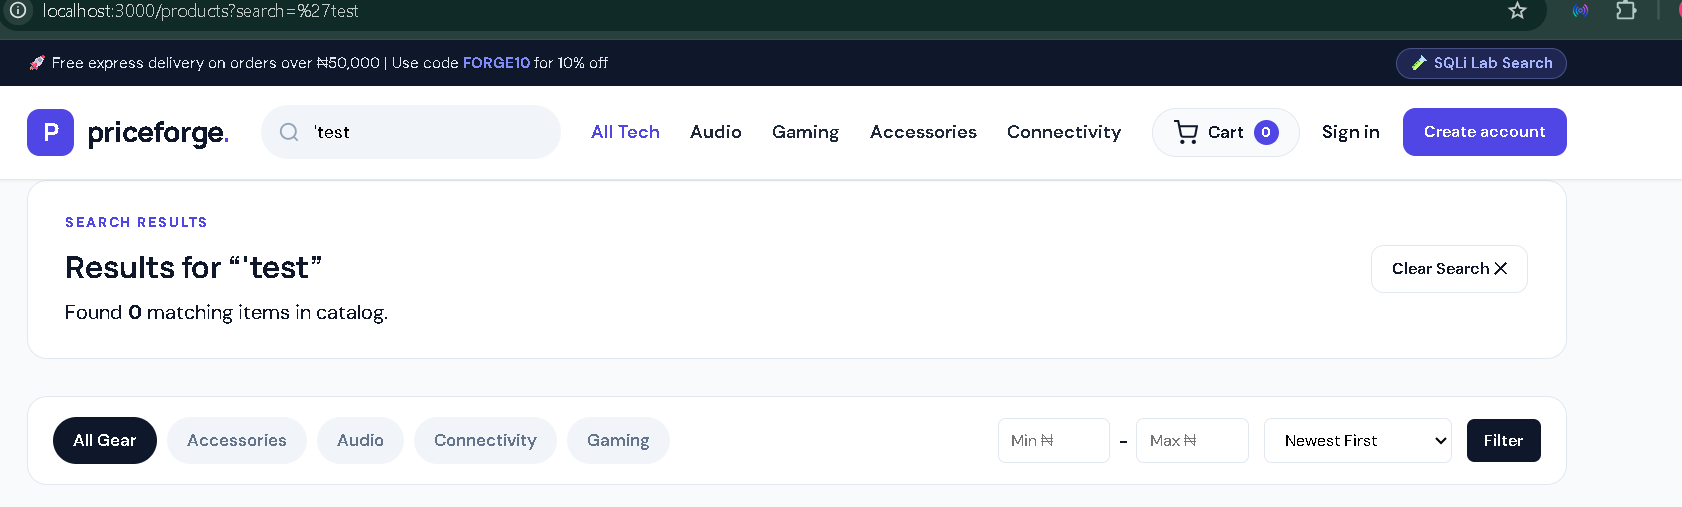 localhost:3000/products?search=%27test
🚀 Free express delivery on orders over ₦50,000 | Use code FORGE10 for 10% off
🧪 SQLi Lab Search
P priceforge.
'test
All Tech Audio Gaming Accessories Connectivity
Cart 0
Sign in
Create account
SEARCH RESULTS
Results for “'test”
Found 0 matching items in catalog.
Clear Search ✕
All Gear Accessories Audio Connectivity Gaming
Min ₦ - Max ₦
Newest First
Filter